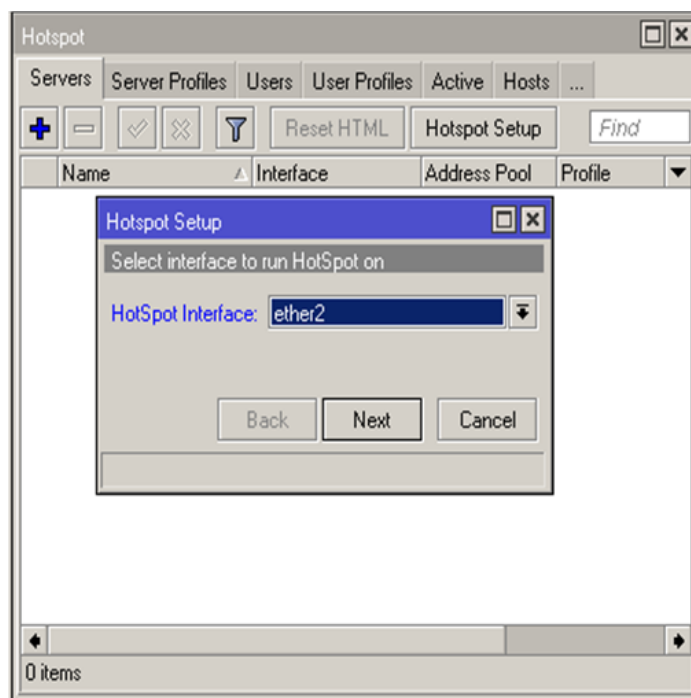 Hotspot
Servers Server Profiles Users User Profiles Active Hosts ...
Reset HTML Hotspot Setup Find
Name Interface Address Pool Profile
Hotspot Setup
Select interface to run HotSpot on
HotSpot Interface: ether2
Back Next Cancel
0 items